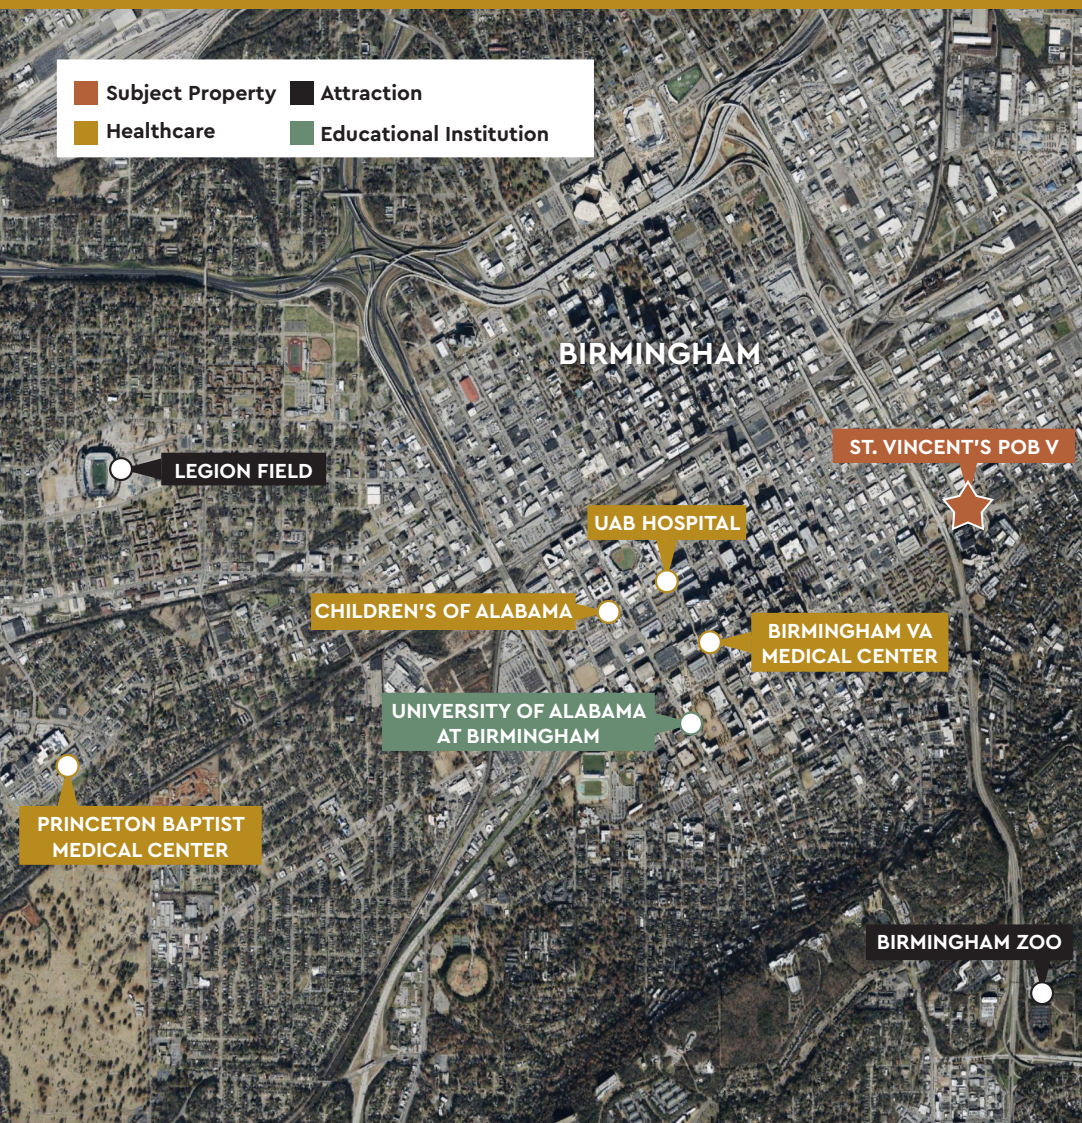 Subject Property
Attraction
Healthcare
Educational Institution
BIRMINGHAM
ST. VINCENT'S POB V
LEGION FIELD
UAB HOSPITAL
CHILDREN'S OF ALABAMA
BIRMINGHAM VA
MEDICAL CENTER
UNIVERSITY OF ALABAMA
AT BIRMINGHAM
PRINCETON BAPTIST
MEDICAL CENTER
BIRMINGHAM ZOO